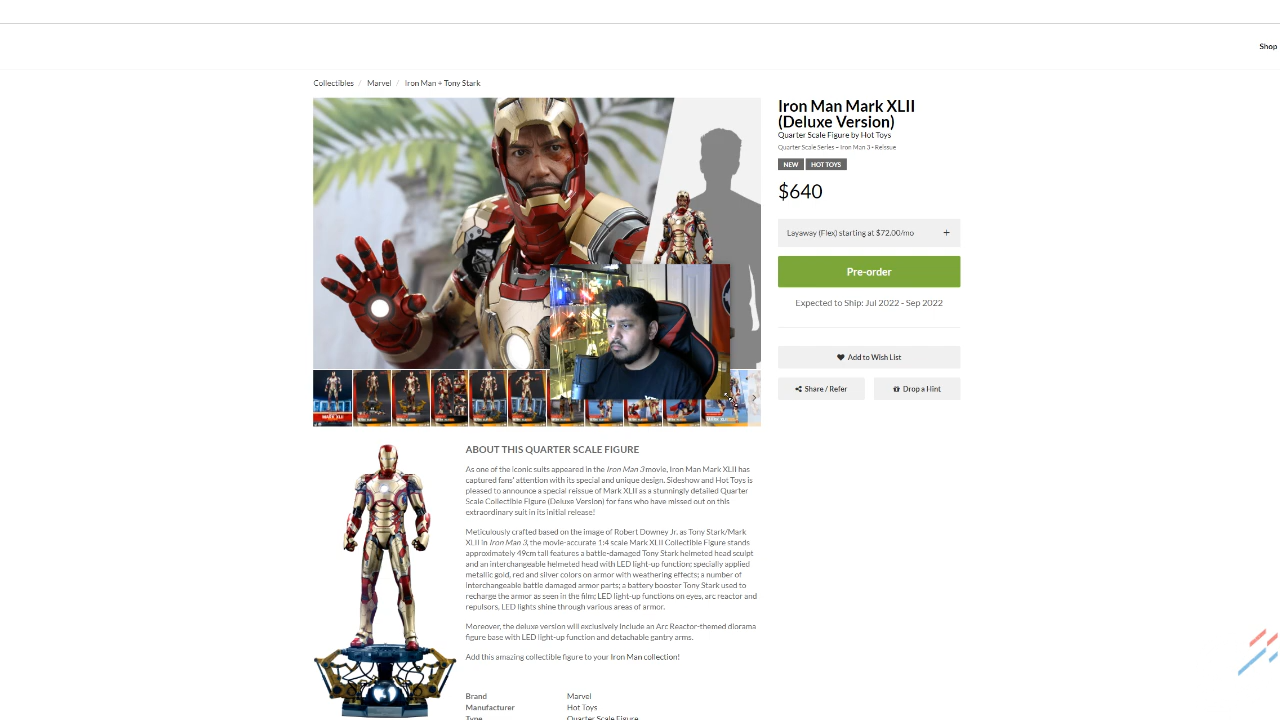 Shop
Collectibles / Marvel / Iron Man + Tony Stark
Iron Man Mark XLII
(Deluxe Version)
Quarter Scale Figure by Hot Toys
Quarter Scale Series – Iron Man 3 - Reissue
NEW HOT TOYS
$640
Layaway (Flex) starting at $72.00/mo +
Pre-order
Expected to Ship: Jul 2022 - Sep 2022
Add to Wish List
Share / Refer
Drop a Hint
MARK XLII
ABOUT THIS QUARTER SCALE FIGURE
As one of the iconic suits appeared in the Iron Man 3 movie, Iron Man Mark XLII has
captured fans' attention with its special and unique design. Sideshow and Hot Toys is
pleased to announce a special reissue of Mark XLII as a stunningly detailed Quarter
Scale Collectible Figure (Deluxe Version) for fans who have missed out on this
extraordinary suit in its initial release!
Meticulously crafted based on the image of Robert Downey Jr. as Tony Stark/Mark
XLII in Iron Man 3, the movie-accurate 1:4 scale Mark XLII Collectible Figure stands
approximately 49cm tall features a battle-damaged Tony Stark helmeted head sculpt
and an interchangeable helmeted head with LED light-up function; specially applied
metallic gold, red and silver colors on armor with weathering effects; a number of
interchangeable battle damaged armor parts; a battery booster Tony Stark used to
recharge the armor as seen in the film; LED light-up functions on eyes, arc reactor and
repulsors, LED lights shine through various areas of armor.
Moreover, the deluxe version will exclusively include an Arc Reactor-themed diorama
figure base with LED light-up function and detachable gantry arms.
Add this amazing collectible figure to your Iron Man collection!
Brand Marvel
Manufacturer Hot Toys
Type Quarter Scale Figure